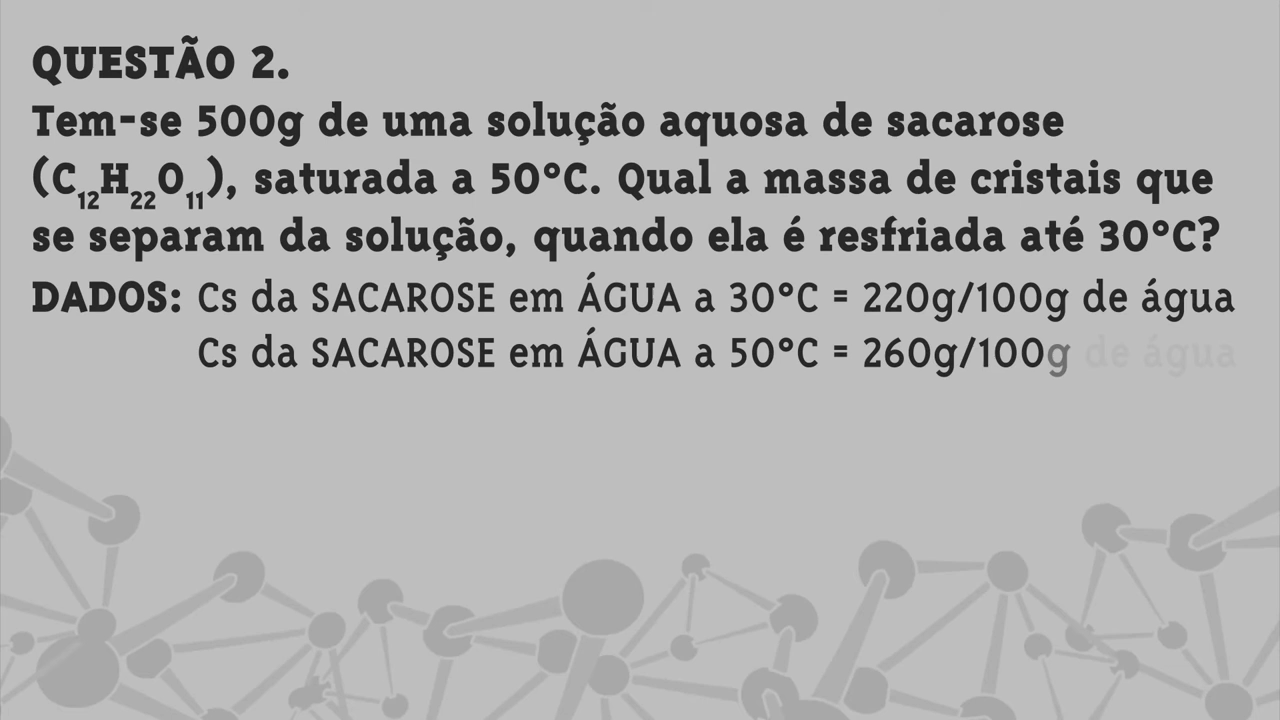 QUESTÃO 2.
Tem-se 500g de uma solução aquosa de sacarose
(C₁₂H₂₂O₁₁), saturada a 50°C. Qual a massa de cristais que
se separam da solução, quando ela é resfriada até 30°C?
DADOS: Cs da SACAROSE em ÁGUA a 30°C = 220g/100g de água
Cs da SACAROSE em ÁGUA a 50°C = 260g/100g de água